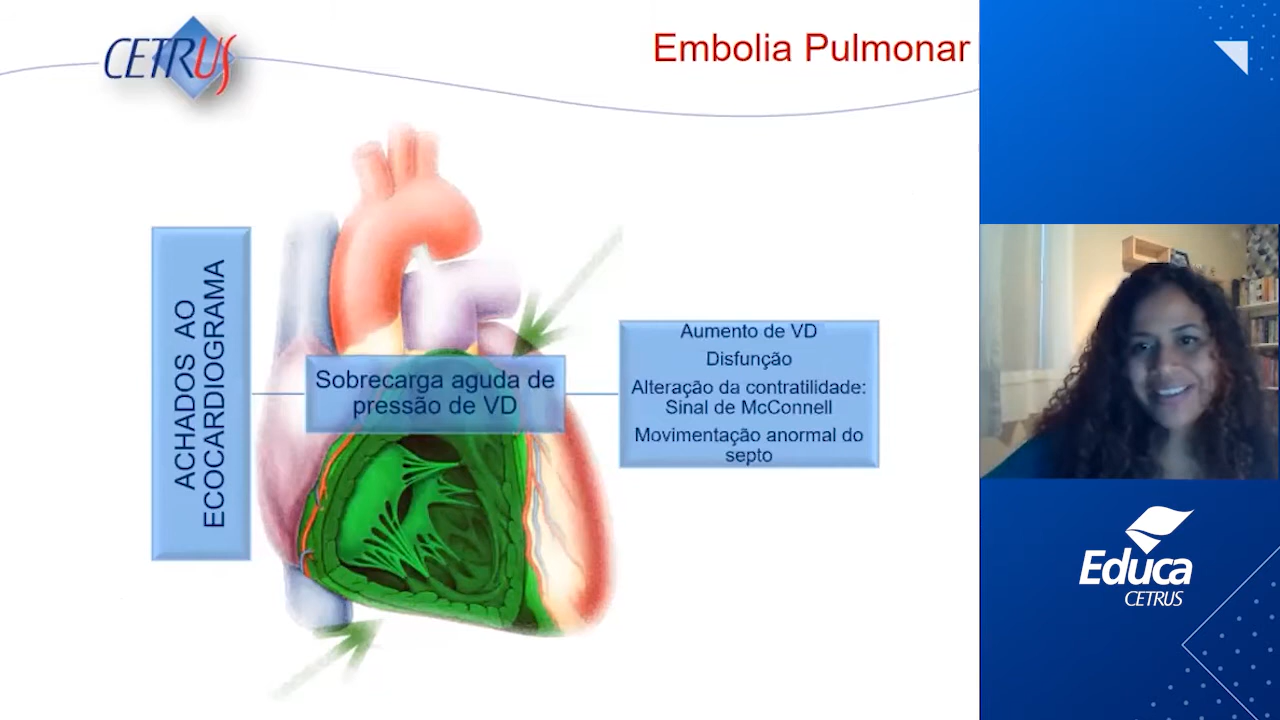 CETRUS
Embolia Pulmonar
ACHADOS AO
ECOCARDIOGRAMA
Sobrecarga aguda de
pressão de VD
Aumento de VD
Disfunção
Alteração da contratilidade:
Sinal de McConnell
Movimentação anormal do
septo
Educa
CETRUS